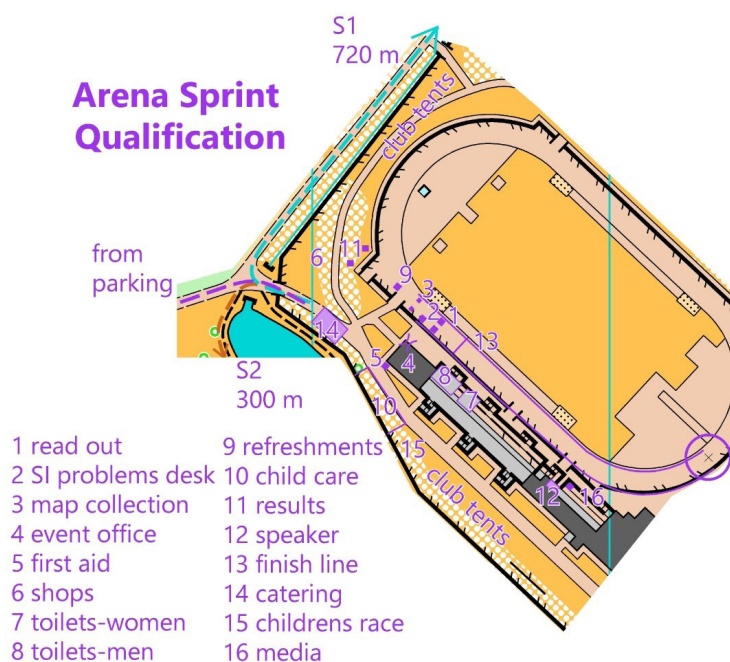 S1
720 m
Arena Sprint
Qualification
club tents
from
parking
6
11
9
3
2
1
13
14
5
4
8
7
10
15
12
16
club tents
S2
300 m
1 read out
2 SI problems desk
3 map collection
4 event office
5 first aid
6 shops
7 toilets-women
8 toilets-men
9 refreshments
10 child care
11 results
12 speaker
13 finish line
14 catering
15 childrens race
16 media